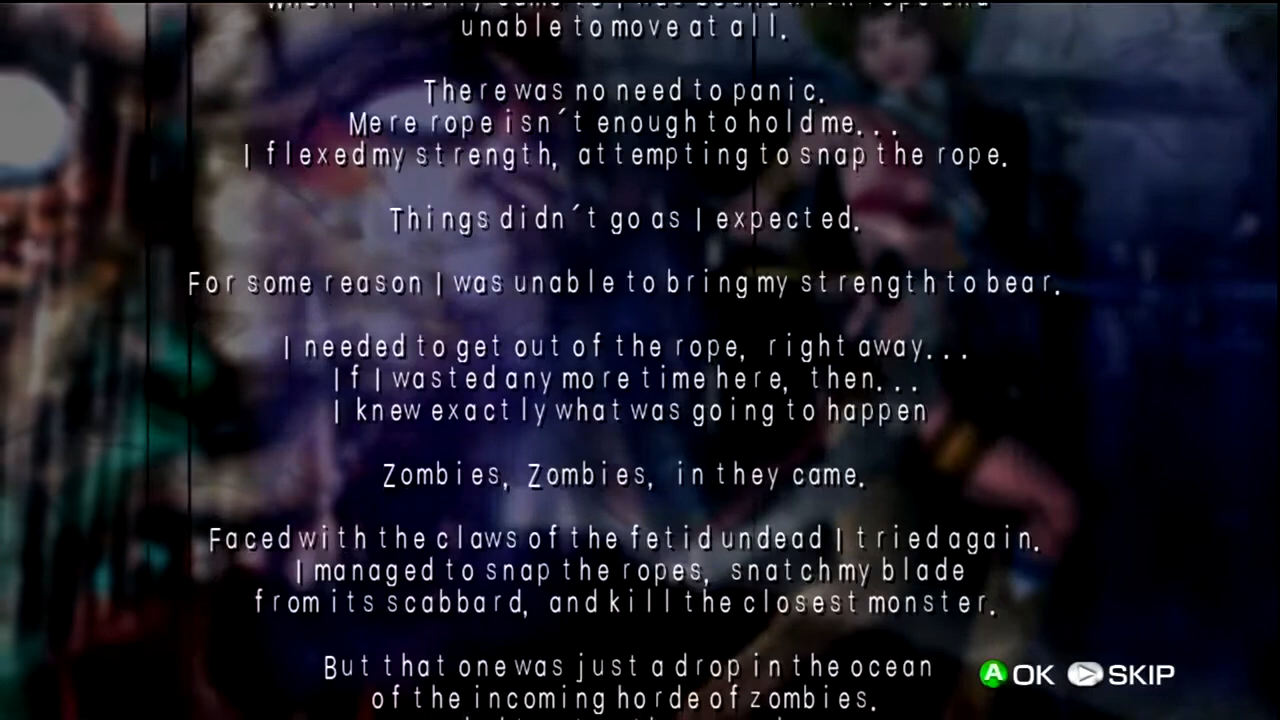 unable to move at all.
There was no need to panic.
Mere rope isn´t enough to hold me...
I flexed my strength, attempting to snap the rope.
Things didn´t go as I expected.
For some reason I was unable to bring my strength to bear.
I needed to get out of the rope, right away...
If I wasted any more time here, then...
I knew exactly what was going to happen
Zombies, Zombies, in they came.
Faced with the claws of the fetid undead I tried again.
I managed to snap the ropes, snatch my blade
from its scabbard, and kill the closest monster.
But that one was just a drop in the ocean
of the incoming horde of zombies.
A OK SKIP